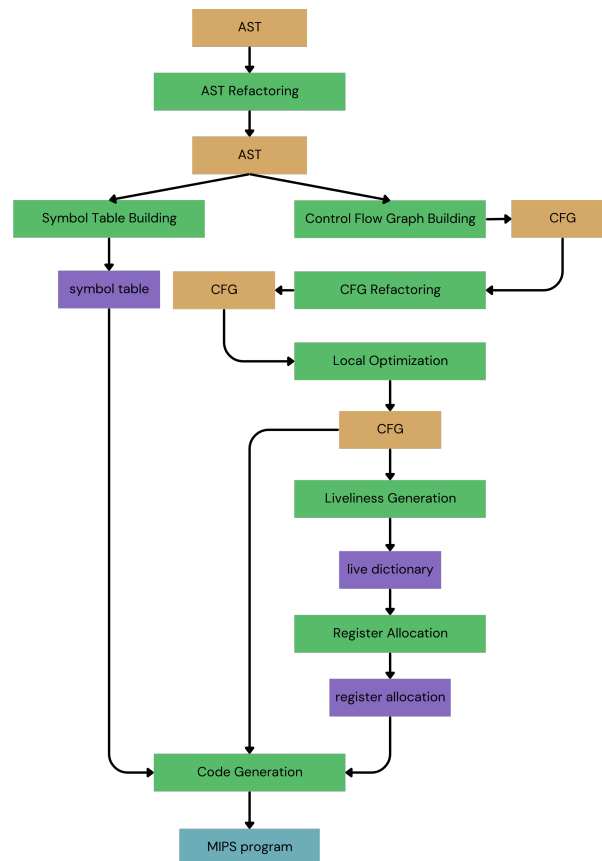 AST
AST Refactoring
AST
Symbol Table Building
Control Flow Graph Building
CFG
symbol table
CFG
CFG Refactoring
Local Optimization
CFG
Liveliness Generation
live dictionary
Register Allocation
register allocation
Code Generation
MIPS program